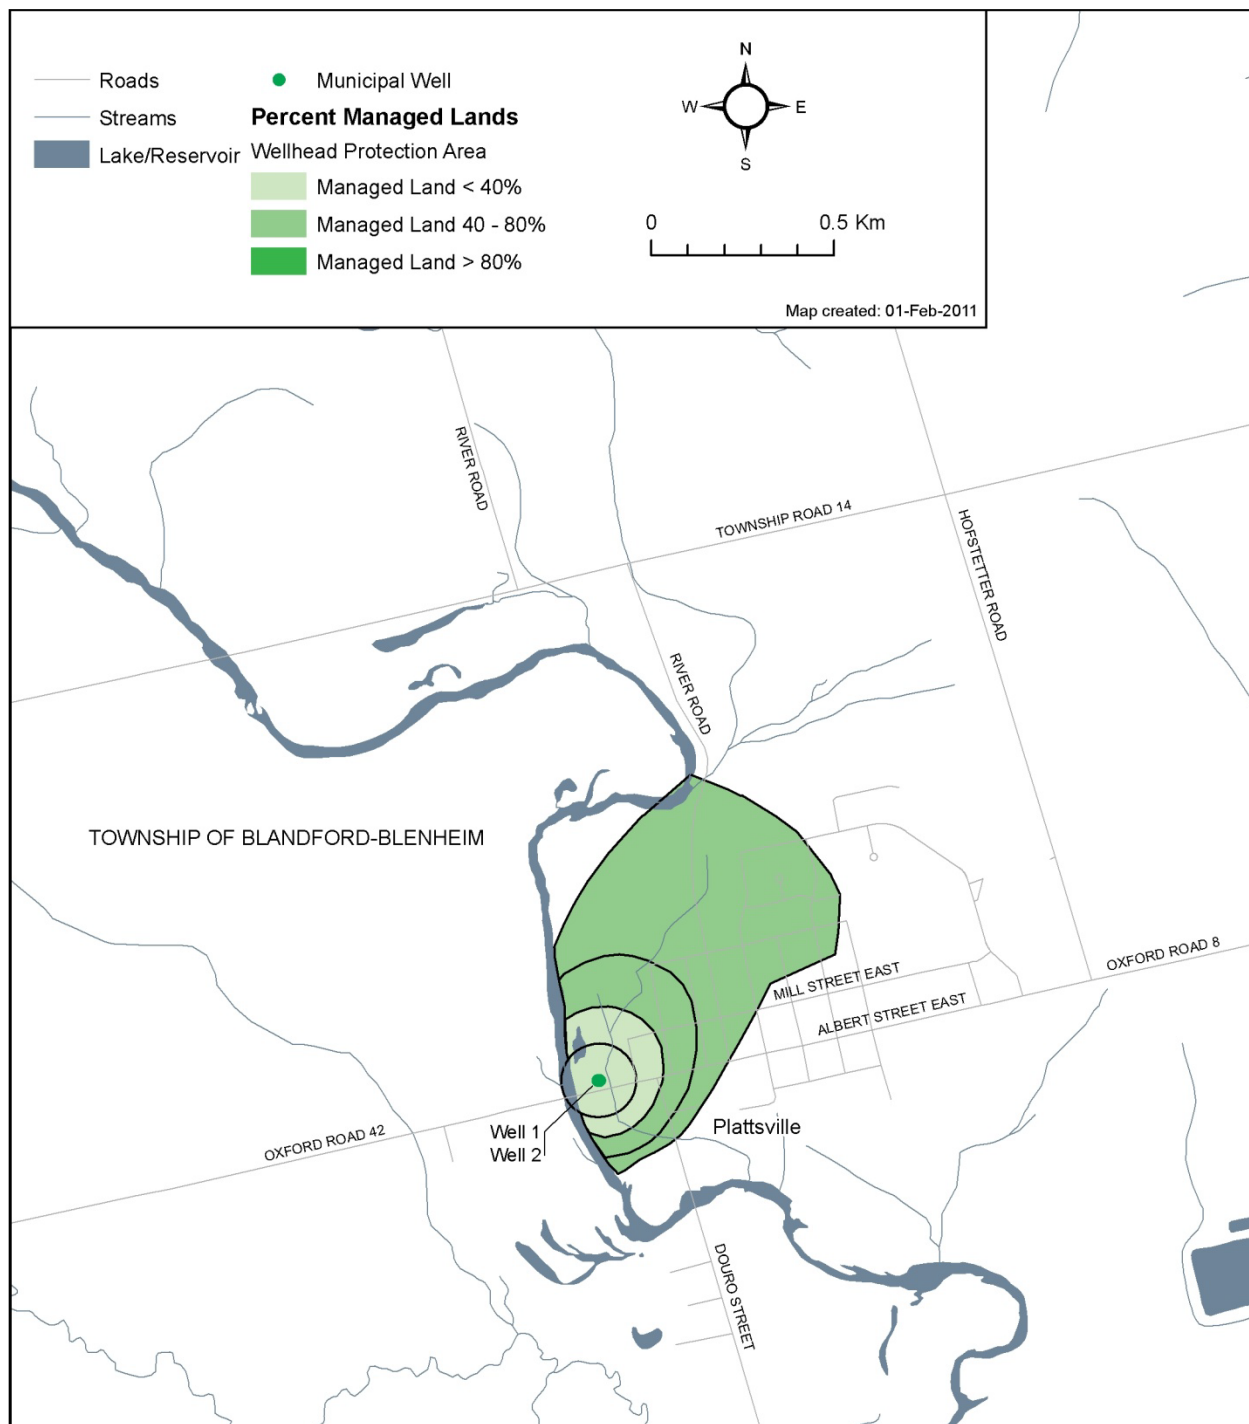 Roads
Streams
Lake/Reservoir
Municipal Well
Percent Managed Lands
Wellhead Protection Area
Managed Land < 40%
Managed Land 40 - 80%
Managed Land > 80%
N
W
E
S
0
0.5 Km
Map created: 01-Feb-2011
RIVER ROAD
TOWNSHIP ROAD 14
HOFSTETTER ROAD
RIVER ROAD
TOWNSHIP OF BLANDFORD-BLENHEIM
OXFORD ROAD 8
MILL STREET EAST
ALBERT STREET EAST
OXFORD ROAD 42
Well 1
Well 2
Plattsville
DOURO STREET